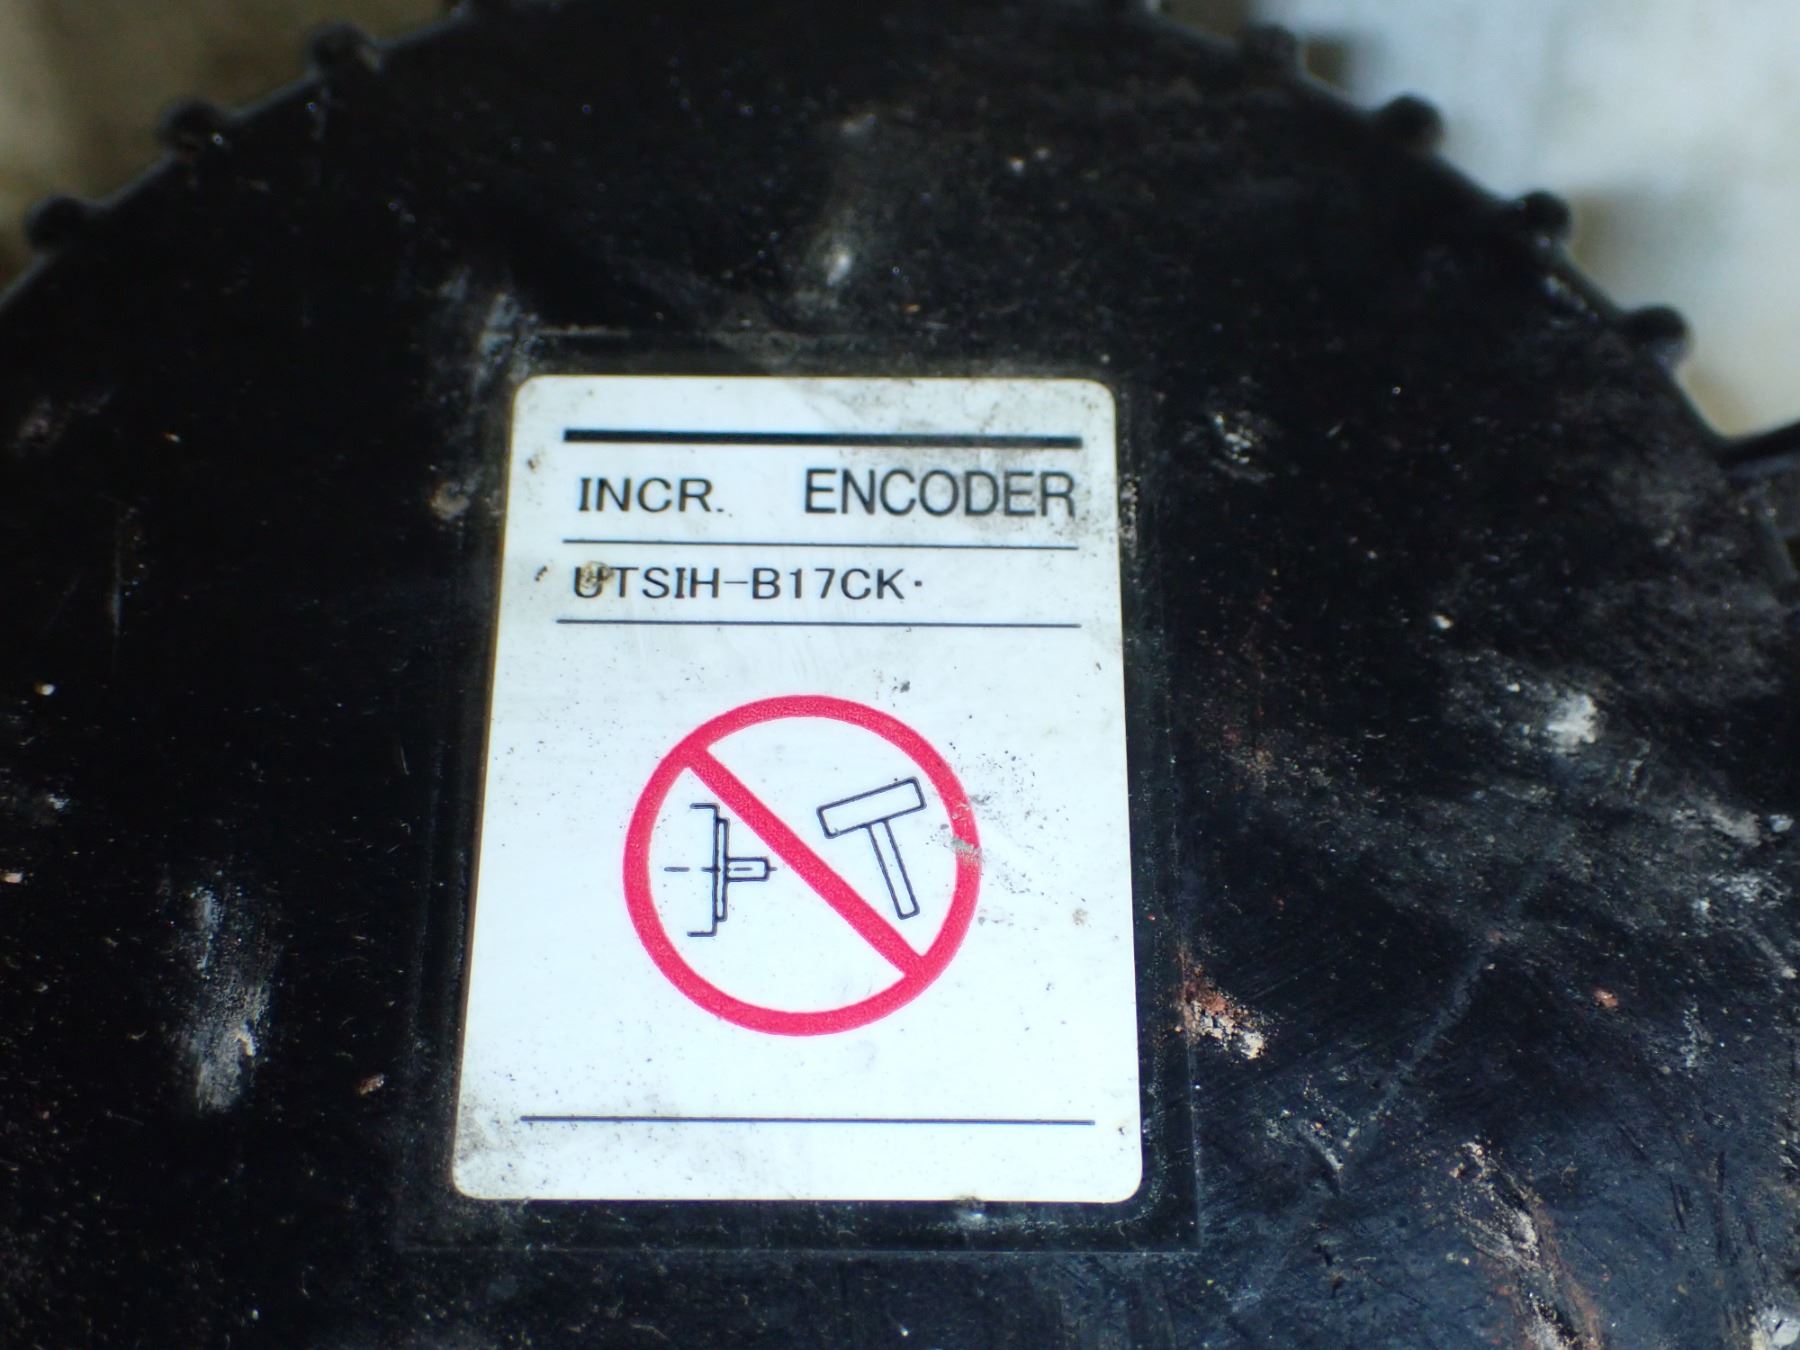 INCR. ENCODER
UTSIH-B17CK·